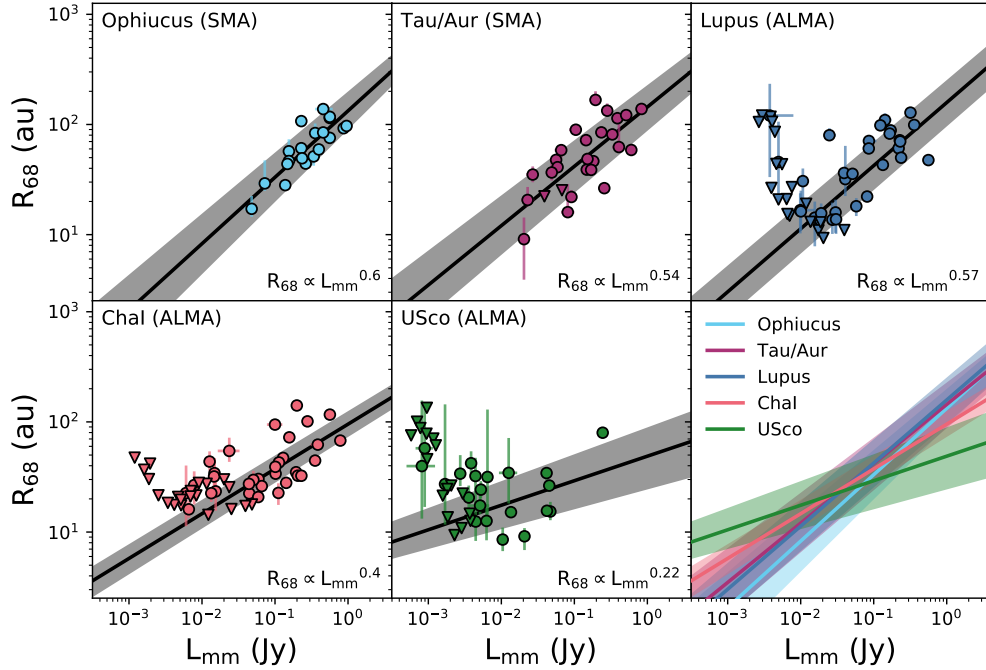 Ophiucus (SMA)
Tau/Aur (SMA)
Lupus (ALMA)
10³
10²
10¹
R₆₈ (au)
R₆₈ ∝ Lₘₘ^0.6
R₆₈ ∝ Lₘₘ^0.54
R₆₈ ∝ Lₘₘ^0.57
ChaI (ALMA)
USco (ALMA)
Ophiucus
Tau/Aur
Lupus
ChaI
USco
10³
10²
10¹
R₆₈ (au)
R₆₈ ∝ Lₘₘ^0.4
R₆₈ ∝ Lₘₘ^0.22
10⁻³ 10⁻² 10⁻¹ 10⁰ 10⁻³ 10⁻² 10⁻¹ 10⁰ 10⁻³ 10⁻² 10⁻¹ 10⁰
Lₘₘ (Jy) Lₘₘ (Jy) Lₘₘ (Jy)